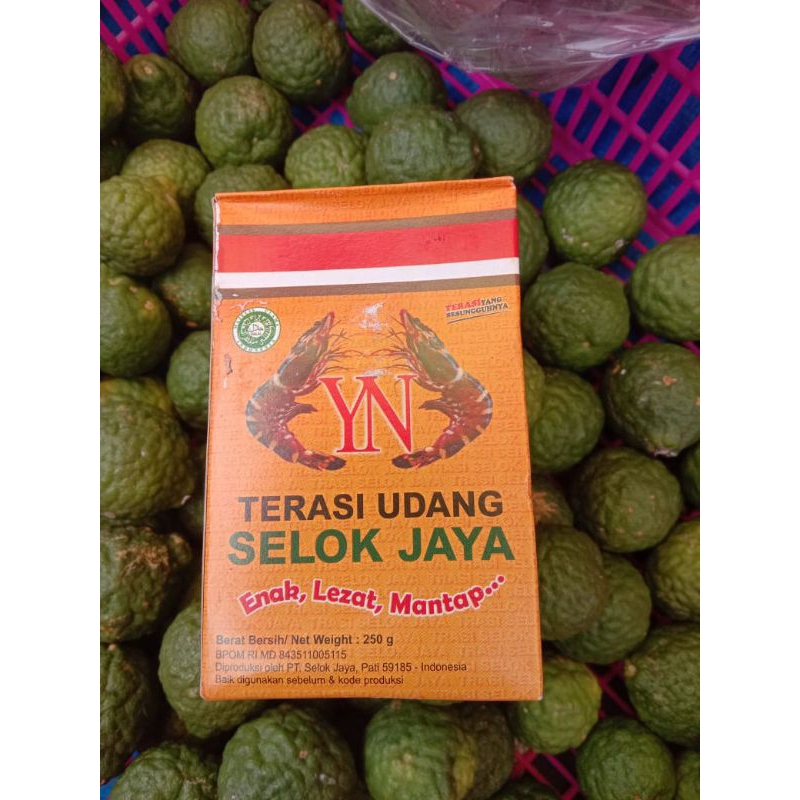 TERASI YANG...
SESUNGGUHNYA
YN
TERASI UDANG
SELOK JAYA
Enak, Lezat, Mantap...
Berat Bersih/ Net Weight : 250 g
BPOM RI MD 843511005115
Diproduksi oleh PT. Selok Jaya, Pati 59185 - Indonesia
Baik digunakan sebelum & kode produksi